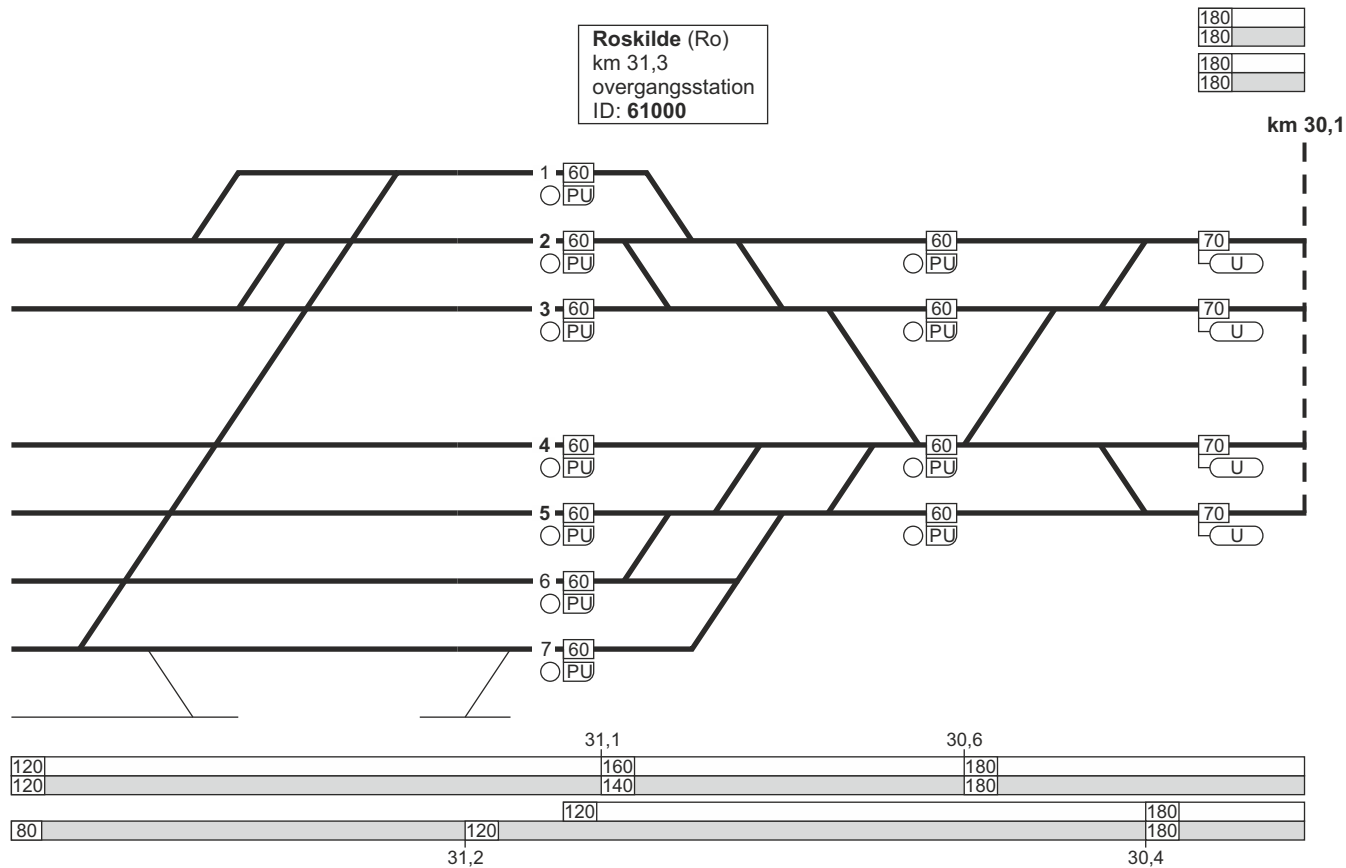 Roskilde (Ro)
km 31,3
overgangsstation
ID: 61000
180
180
180
180
km 30,1
1 60
PU
2 60 60 70
PU PU U
3 60 60 70
PU PU U
4 60 60 70
PU PU U
5 60 60 70
PU PU U
6 60
PU
7 60
PU
31,1 30,6
120 160 180
120 140 180
120 180
80 120 180
31,2 30,4